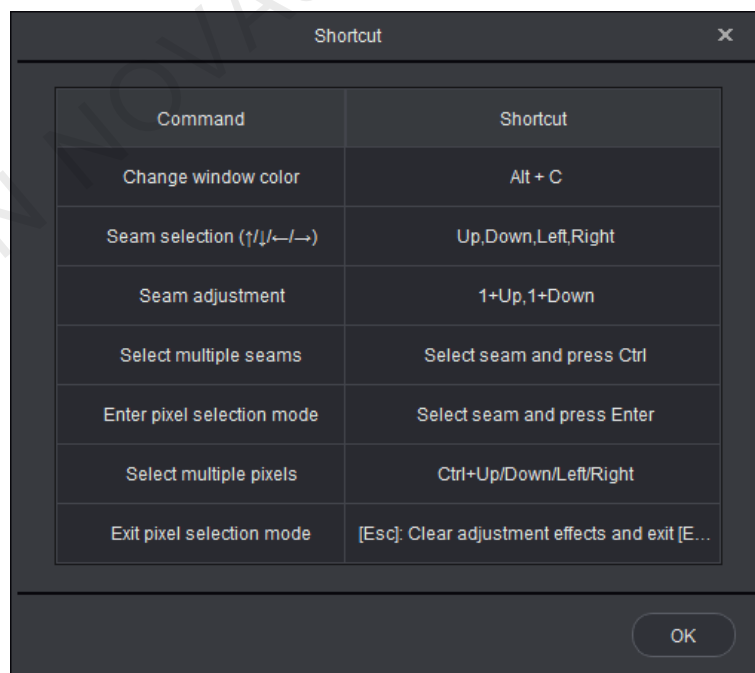 Shortcut
Command Shortcut
Change window color Alt + C
Seam selection (↑/↓/←/→) Up,Down,Left,Right
Seam adjustment 1+Up,1+Down
Select multiple seams Select seam and press Ctrl
Enter pixel selection mode Select seam and press Enter
Select multiple pixels Ctrl+Up/Down/Left/Right
Exit pixel selection mode [Esc]: Clear adjustment effects and exit [E...
OK